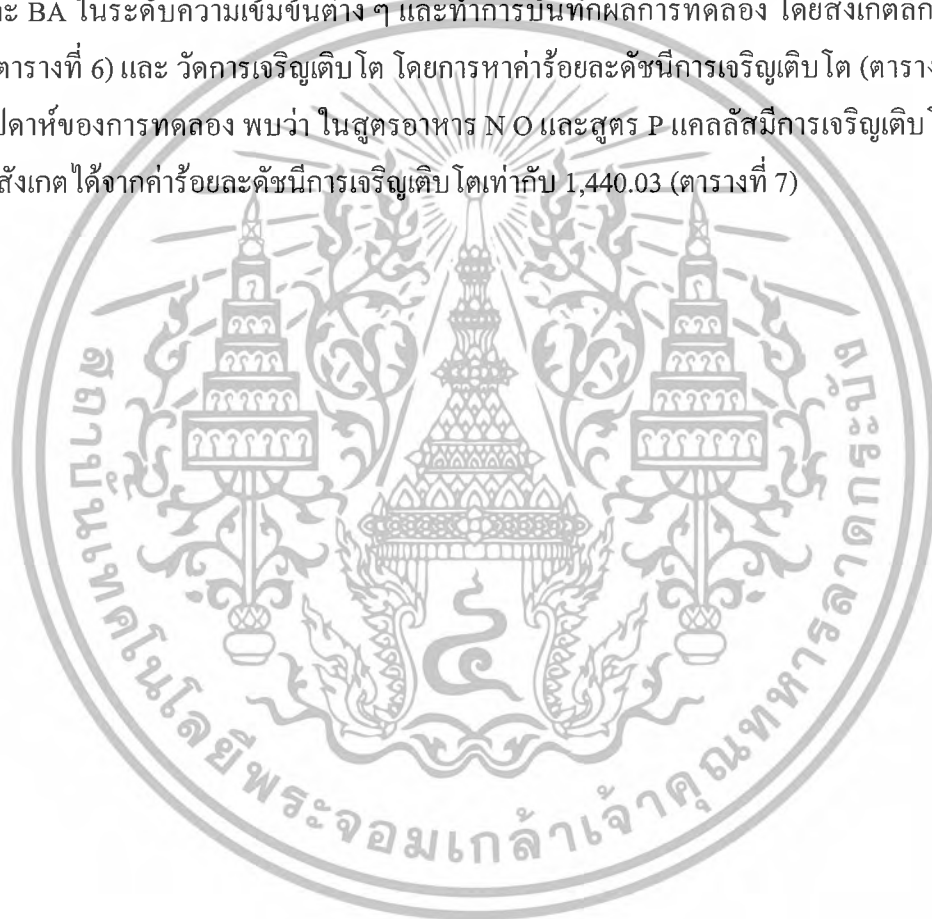 ละ BA ในระดับความเข้มข้นต่าง ๆ และทำการบันทึกผลการทดลอง โดยสังเกตลัก
ตารางที่ 6) และ วัดการเจริญเติบโต โดยการหาค่าร้อยละดัชนีการเจริญเติบโต (ตาราง
ปดาห์ของการทดลอง พบว่า ในสูตรอาหาร N O และสูตร P แคลลัสมีการเจริญเติบโ
สังเกตได้จากค่าร้อยละดัชนีการเจริญเติบโตเท่ากับ 1,440.03 (ตารางที่ 7)
สถาบันเทคโนโลยีพระจอมเกล้าเจ้าคุณทหารลาดกระบัง